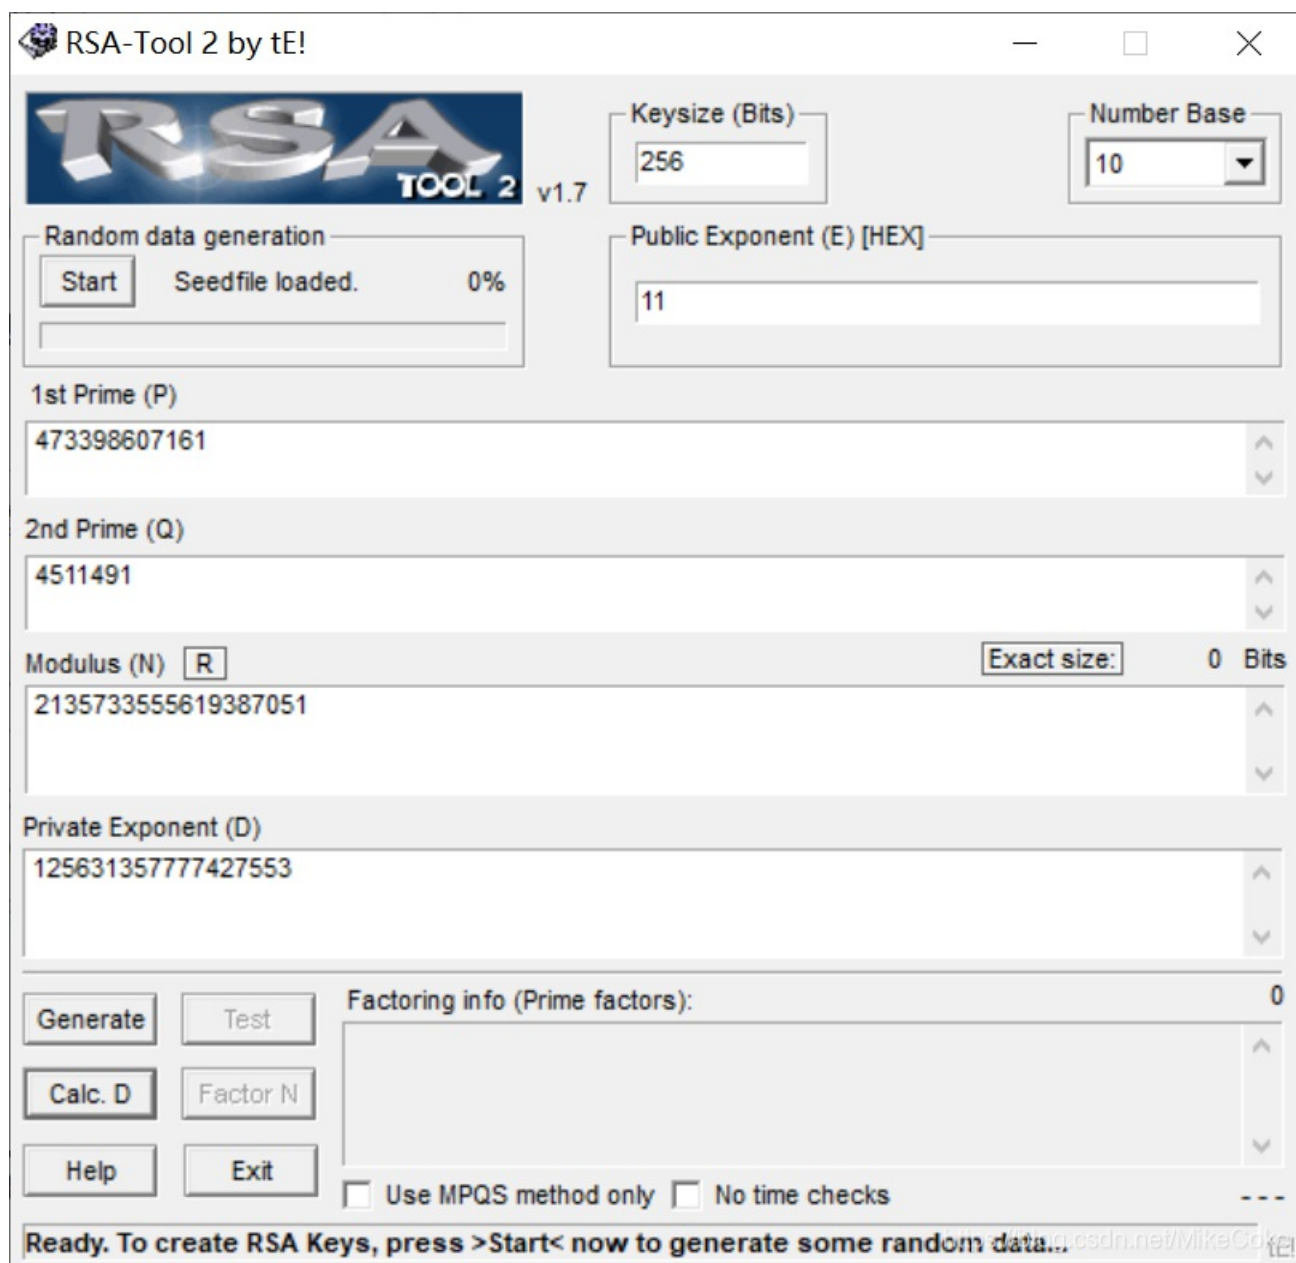 RSA-Tool 2 by tE!
RSA
TOOL 2
v1.7
Keysize (Bits)
256
Number Base
10
Random data generation
Start
Seedfile loaded.
0%
Public Exponent (E) [HEX]
11
1st Prime (P)
473398607161
2nd Prime (Q)
4511491
Modulus (N)
R
Exact size:
0 Bits
2135733555619387051
Private Exponent (D)
125631357777427553
Generate
Test
Calc. D
Factor N
Help
Exit
Factoring info (Prime factors):
0
Use MPQS method only
No time checks
---
Ready. To create RSA Keys, press >Start< now to generate some random data...
tE!